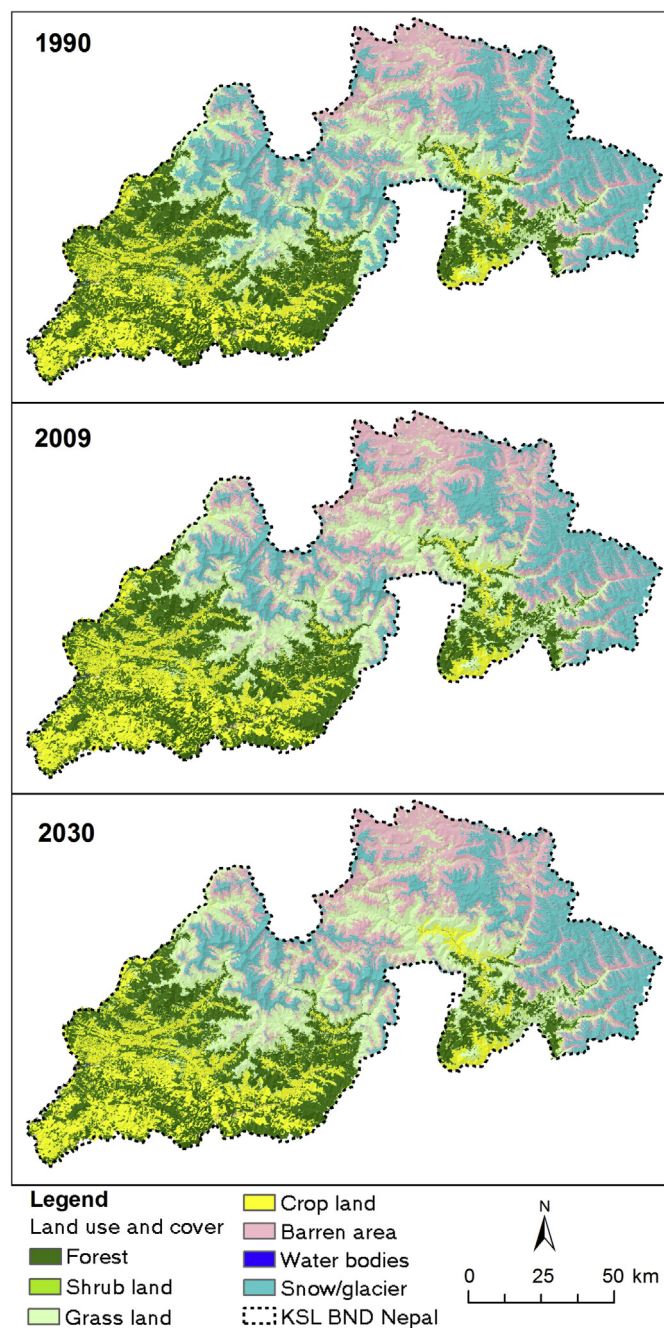 1990
2009
2030
Legend
Land use and cover
Forest
Shrub land
Grass land
Crop land
Barren area
Water bodies
Snow/glacier
KSL BND Nepal
N
0 25 50 km